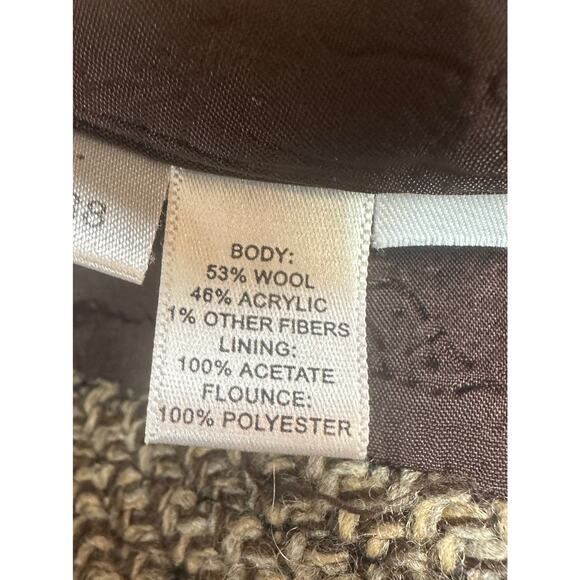 BODY:
53% WOOL
46% ACRYLIC
1% OTHER FIBERS
LINING:
100% ACETATE
FLOUNCE:
100% POLYESTER